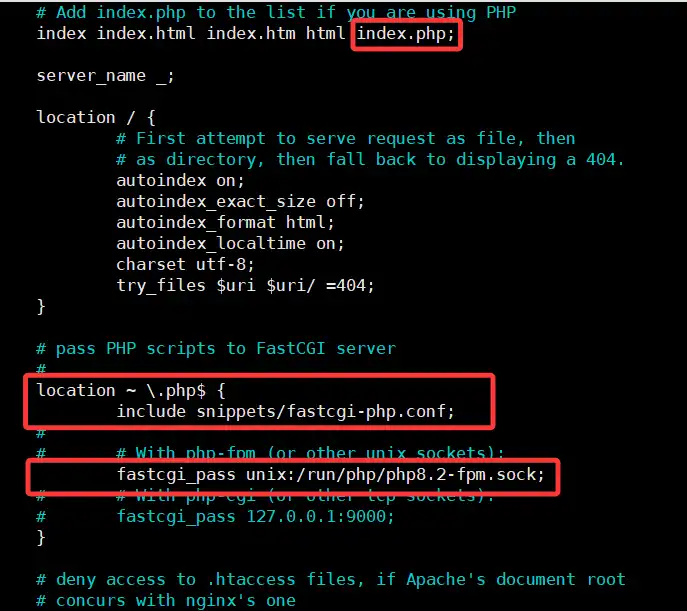 # Add index.php to the list if you are using PHP
index index.html index.htm html index.php;
server_name _;
location / {
# First attempt to serve request as file, then
# as directory, then fall back to displaying a 404.
autoindex on;
autoindex_exact_size off;
autoindex_format html;
autoindex_localtime on;
charset utf-8;
try_files $uri $uri/ =404;
}
# pass PHP scripts to FastCGI server
#
location ~ \.php$ {
include snippets/fastcgi-php.conf;
#
# # With php-fpm (or other unix sockets):
fastcgi_pass unix:/run/php/php8.2-fpm.sock;
# # With php-cgi (or other tcp sockets):
# fastcgi_pass 127.0.0.1:9000;
}
# deny access to .htaccess files, if Apache's document root
# concurs with nginx's one